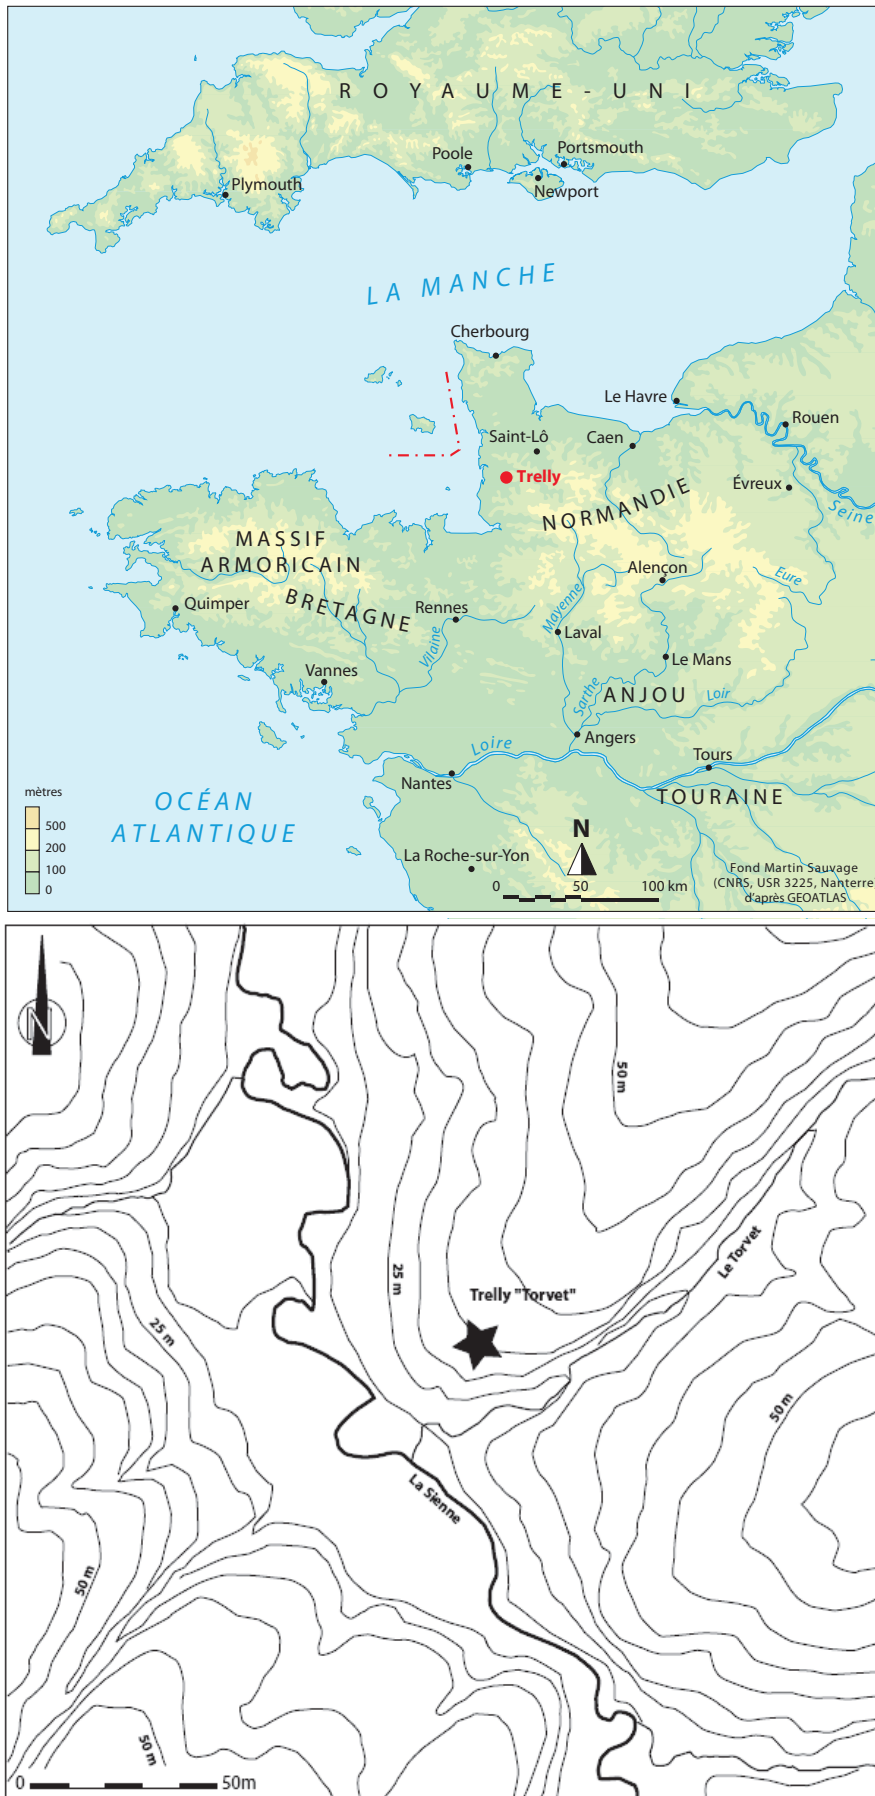 ROYAUME-UNI
Poole
Portsmouth
Plymouth
Newport
LA MANCHE
Cherbourg
Le Havre
Rouen
Saint-Lô
Caen
Trelly
Évreux
NORMANDIE
Seine
MASSIF
ARMORICAIN
Alençon
Eure
Mayenne
Quimper
BRETAGNE
Rennes
Laval
Vilaine
Le Mans
Vannes
Sarthe
ANJOU
Loir
Angers
Loire
Tours
Nantes
TOURAINE
mètres
500
200
100
0
OCÉAN
ATLANTIQUE
N
La Roche-sur-Yon
0 50 100 km
Fond Martin Sauvage
(CNRS, USR 3225, Nanterre
d'après GEOATLAS
N
50 m
Le Torvet
25 m
Trelly "Torvet"
25 m
50 m
La Sienne
50 m
50 m
0 50m